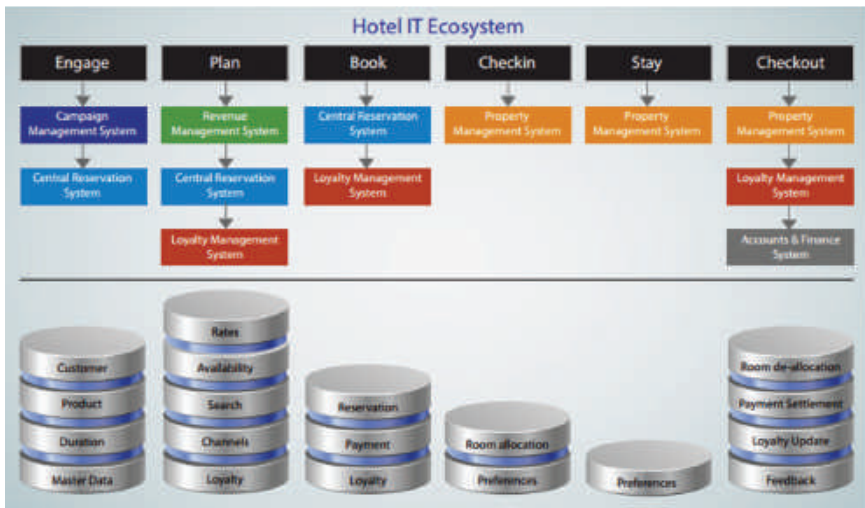 Hotel IT Ecosystem
Engage
Plan
Book
Checkin
Stay
Checkout
Campaign
Management System
Revenue
Management System
Central Reservation
System
Property
Management System
Property
Management System
Property
Management System
Central Reservation
System
Central Reservation
System
Loyalty Management
System
Loyalty Management
System
Loyalty Management
System
Accounts & Finance
System
Customer
Product
Duration
Master Data
Rates
Availability
Search
Channels
Loyalty
Reservation
Payment
Loyalty
Room allocation
Preferences
Preferences
Room de-allocation
Payment Settlement
Loyalty Update
Feedback